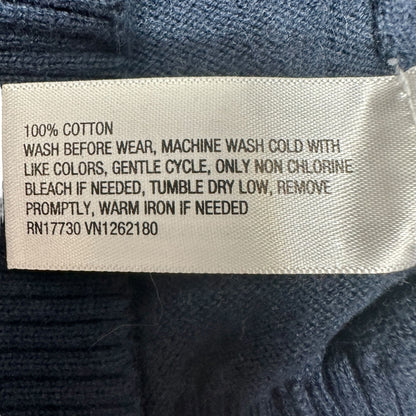 100% COTTON
WASH BEFORE WEAR, MACHINE WASH COLD WITH
LIKE COLORS, GENTLE CYCLE, ONLY NON CHLORINE
BLEACH IF NEEDED, TUMBLE DRY LOW, REMOVE
PROMPTLY, WARM IRON IF NEEDED
RN17730 VN1262180